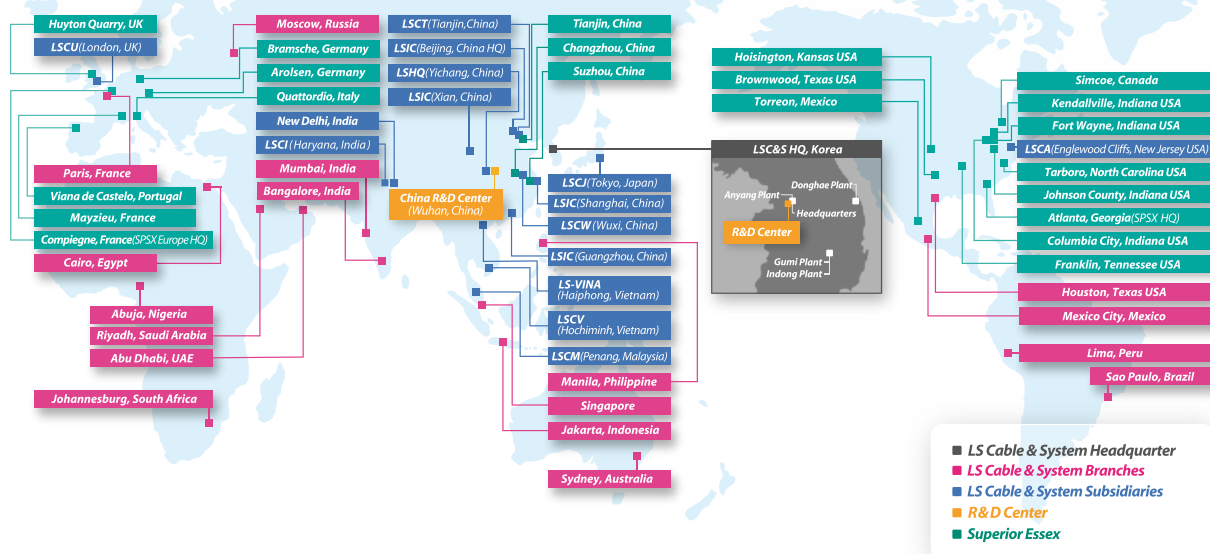 Huyton Quarry, UK
LSCU(London, UK)
Moscow, Russia
Bramsche, Germany
Arolsen, Germany
Quattordio, Italy
New Delhi, India
LSCI (Haryana, India)
Mumbai, India
Bangalore, India
LSCT(Tianjin,China)
LSIC(Beijing, China HQ)
LSHQ(Yichang, China)
LSIC(Xian, China)
China R&D Center
(Wuhan, China)
Tianjin, China
Changzhou, China
Suzhou, China
Paris, France
Viana de Castelo, Portugal
Mayzieu, France
Compiegne, France(SPSX Europe HQ)
Cairo, Egypt
Abuja, Nigeria
Riyadh, Saudi Arabia
Abu Dhabi, UAE
Johannesburg, South Africa
LSCJ(Tokyo, Japan)
LSIC(Shanghai, China)
LSCW (Wuxi, China)
LSIC (Guangzhou, China)
LS-VINA
(Haiphong, Vietnam)
LSCV
(Hochiminh, Vietnam)
LSCM(Penang, Malaysia)
Manila, Philippine
Singapore
Jakarta, Indonesia
Sydney, Australia
Hoisington, Kansas USA
Brownwood, Texas USA
Torreon, Mexico
LSC&S HQ, Korea
Donghae Plant
Anyang Plant
Headquarters
R&D Center
Gumi Plant
Indong Plant
Simcoe, Canada
Kendallville, Indiana USA
Fort Wayne, Indiana USA
LSCA(Englewood Cliffs, New Jersey USA)
Tarboro, North Carolina USA
Johnson County, Indiana USA
Atlanta, Georgia(SPSX HQ)
Columbia City, Indiana USA
Franklin, Tennessee USA
Houston, Texas USA
Mexico City, Mexico
Lima, Peru
Sao Paulo, Brazil
LS Cable & System Headquarter
LS Cable & System Branches
LS Cable & System Subsidiaries
R&D Center
Superior Essex